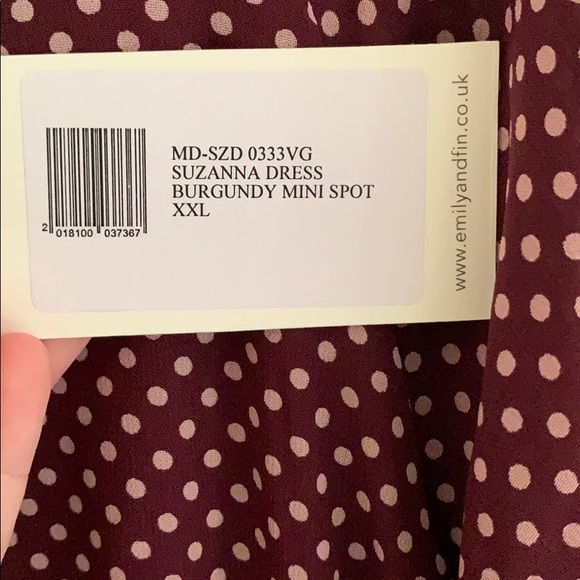 MD-SZD 0333VG
SUZANNA DRESS
BURGUNDY MINI SPOT
XXL
2 018100 037367
www.emilyandfin.co.uk